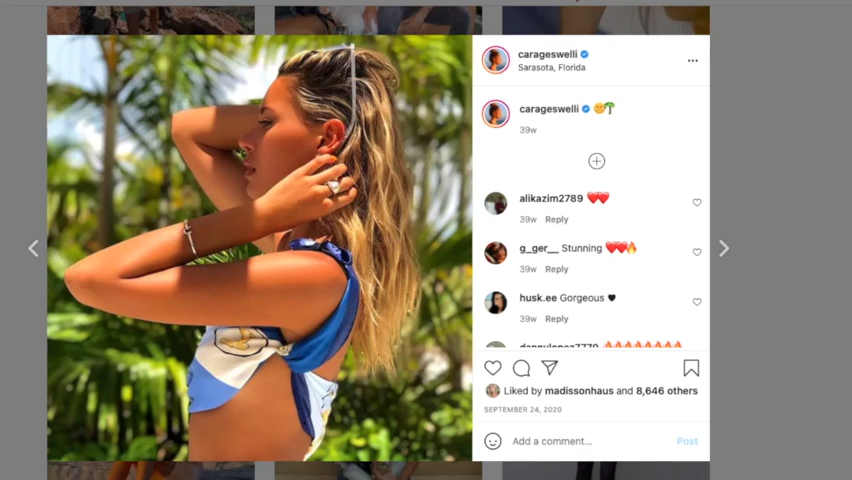 carageswelli
Sarasota, Florida
carageswelli
39w
alikazim2789 ❤️❤️
39w Reply
g_ger__ Stunning ❤️❤️🔥
39w Reply
husk.ee Gorgeous 🖤
39w Reply
Liked by madissonhaus and 8,646 others
SEPTEMBER 24, 2020
Add a comment...
Post